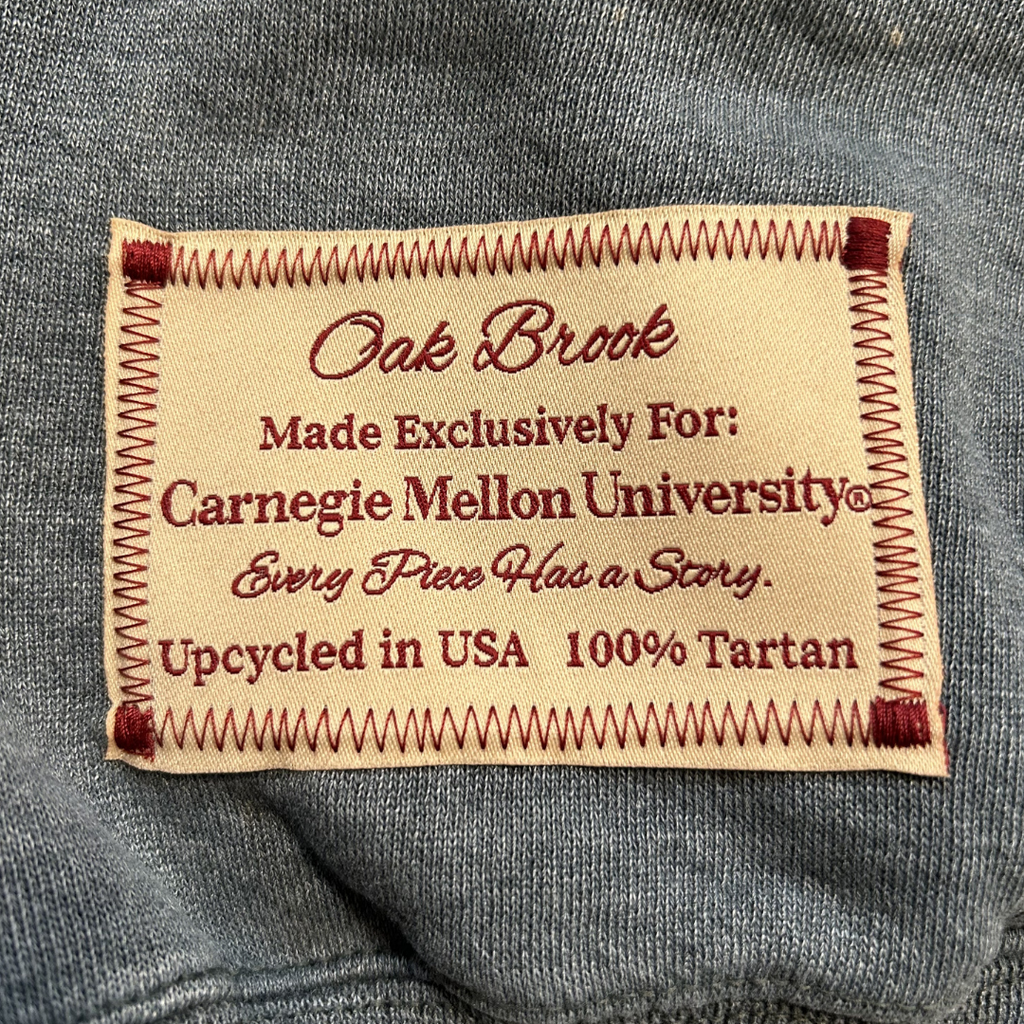 Oak Brook
Made Exclusively For:
Carnegie Mellon University®
Every Piece Has a Story.
Upcycled in USA 100% Tartan